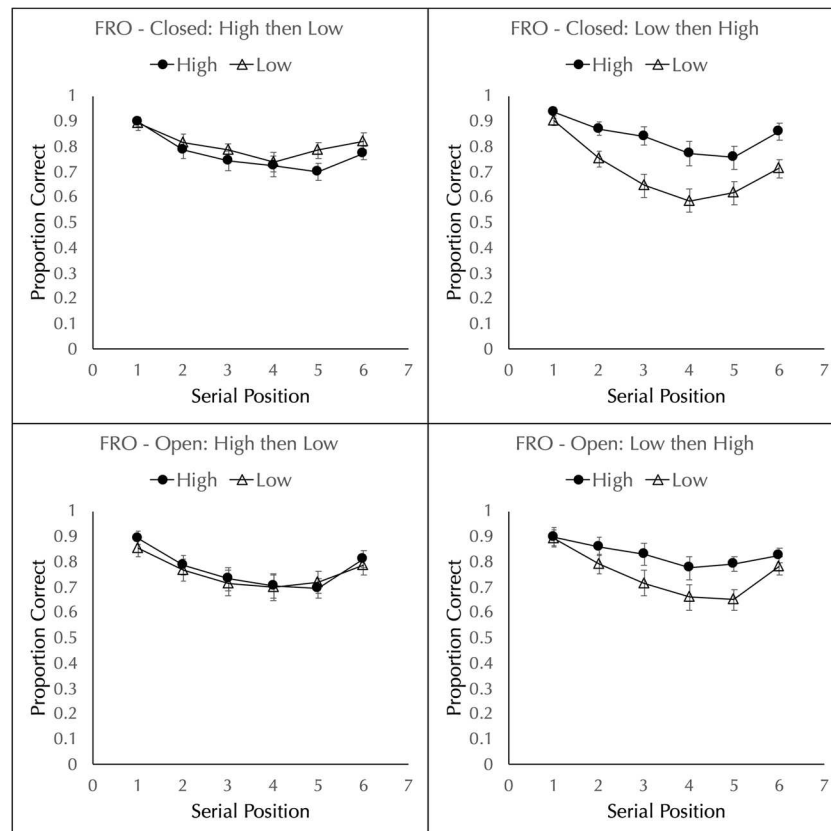 FRO - Closed: High then Low
High Low
1
0.9
0.8
0.7
0.6
0.5
0.4
0.3
0.2
0.1
0
Proportion Correct
0 1 2 3 4 5 6 7
Serial Position
FRO - Closed: Low then High
High Low
1
0.9
0.8
0.7
0.6
0.5
0.4
0.3
0.2
0.1
0
Proportion Correct
0 1 2 3 4 5 6 7
Serial Position
FRO - Open: High then Low
High Low
1
0.9
0.8
0.7
0.6
0.5
0.4
0.3
0.2
0.1
0
Proportion Correct
0 1 2 3 4 5 6 7
Serial Position
FRO - Open: Low then High
High Low
1
0.9
0.8
0.7
0.6
0.5
0.4
0.3
0.2
0.1
0
Proportion Correct
0 1 2 3 4 5 6 7
Serial Position